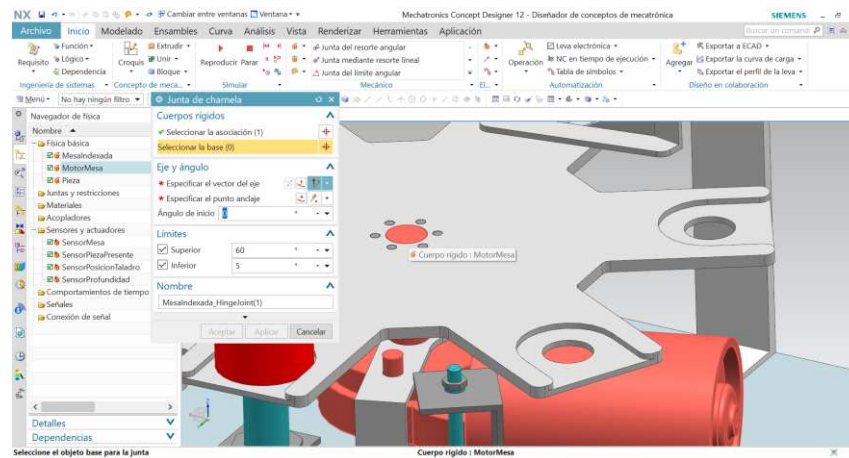 NX Cambiar entre ventanas Ventana Mechatronics Concept Designer 12 - Diseñador de conceptos de mecatrónica SIEMENS
Archivo Inicio Modelado Ensambles Curva Análisis Vista Renderizar Herramientas Aplicación Buscar un comando
Función Extrudir Junta del resorte angular Leva electrónica Exportar a ECAD
Requisito Lógico Croquis Unir Reproducir Parar Junta mediante resorte lineal Operación NC en tiempo de ejecución Agregar Exportar la curva de carga
Dependencia Bloque Junta del límite angular Tabla de símbolos Exportar el perfil de la leva
Ingeniería de sistemas Concepto de meca... Simular Mecánico El... Automatización Diseño en colaboración
Menú No hay ningún filtro
Junta de charnela
Navegador de física
Nombre
Física básica
MesaIndexada
MotorMesa
Pieza
Juntas y restricciones
Materiales
Acopladores
Sensores y actuadores
SensorMesa
SensorPiezaPresente
SensorPosicionTaladro
SensorProfundidad
Comportamientos de tiempo
Señales
Conexión de señal
Detalles
Dependencias
Cuerpos rígidos
Seleccionar la asociación (1)
Seleccionar la base (0)
Eje y ángulo
Especificar el vector del eje
Especificar el punto anclaje
Ángulo de inicio 0 °
Límites
Superior 60 °
Inferior 5 °
Nombre
MesaIndexada_HingeJoint(1)
Aceptar Aplicar Cancelar
Cuerpo rígido : MotorMesa
Seleccione el objeto base para la junta Cuerpo rígido : MotorMesa